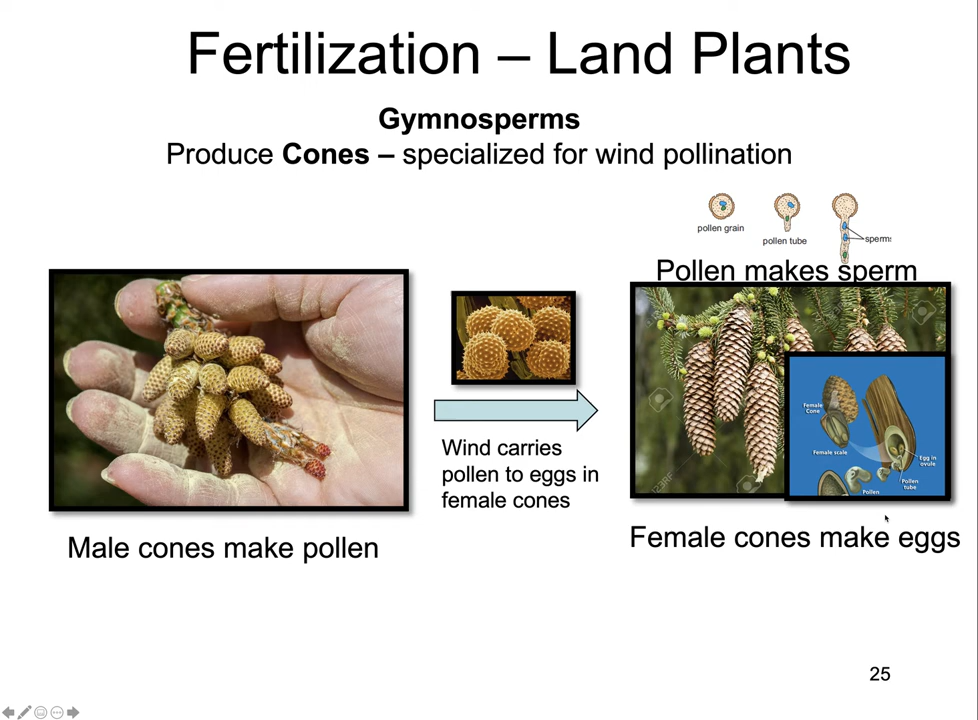 Fertilization – Land Plants
Gymnosperms
Produce Cones – specialized for wind pollination
pollen grain
pollen tube
sperms
Pollen makes sperm
Wind carries
pollen to eggs in
female cones
Female
Cone
Female scale
Egg in
ovule
Pollen
tube
Pollen
Male cones make pollen
Female cones make eggs
25